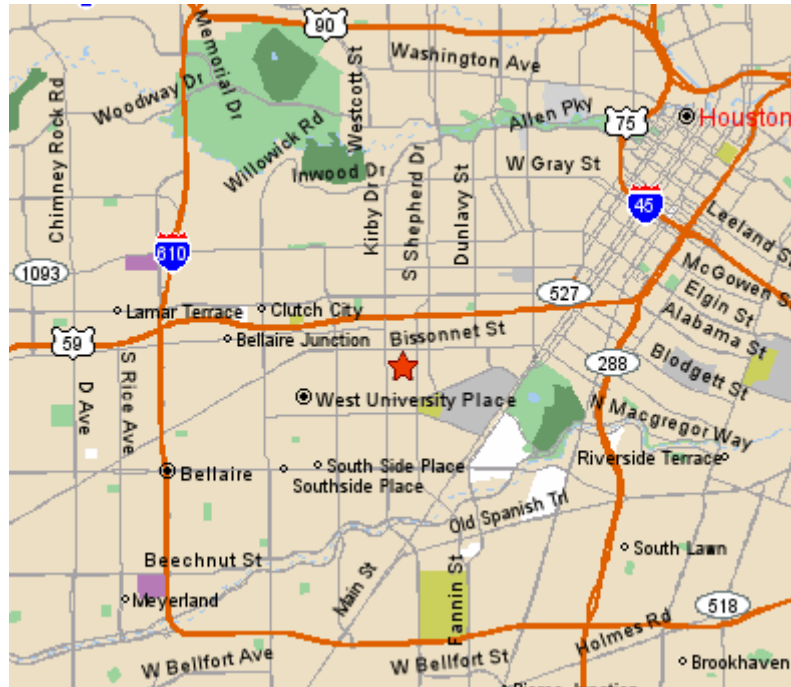 90
Memorial Dr
Washington Ave
Westcott St
Woodway Dr
Chimney Rock Rd
Allen Pky
75
Houston
Willowick Rd
Inwood Dr
W Gray St
Kirby Dr
S Shepherd Dr
Dunlavy St
45
Leeland St
610
1093
McGowen S
527
Elgin St
Lamar Terrace
Clutch City
Alabama St
59
Bellaire Junction
Bissonnet St
288
Blodgett St
S Rice Ave
D Ave
West University Place
N Macgregor Way
Riverside Terrace
Bellaire
South Side Place
Southside Place
Old Spanish Trl
Beechnut St
South Lawn
Main St
Fannin St
Meyerland
518
Holmes Rd
W Bellfort Ave
W Bellfort St
Brookhaven